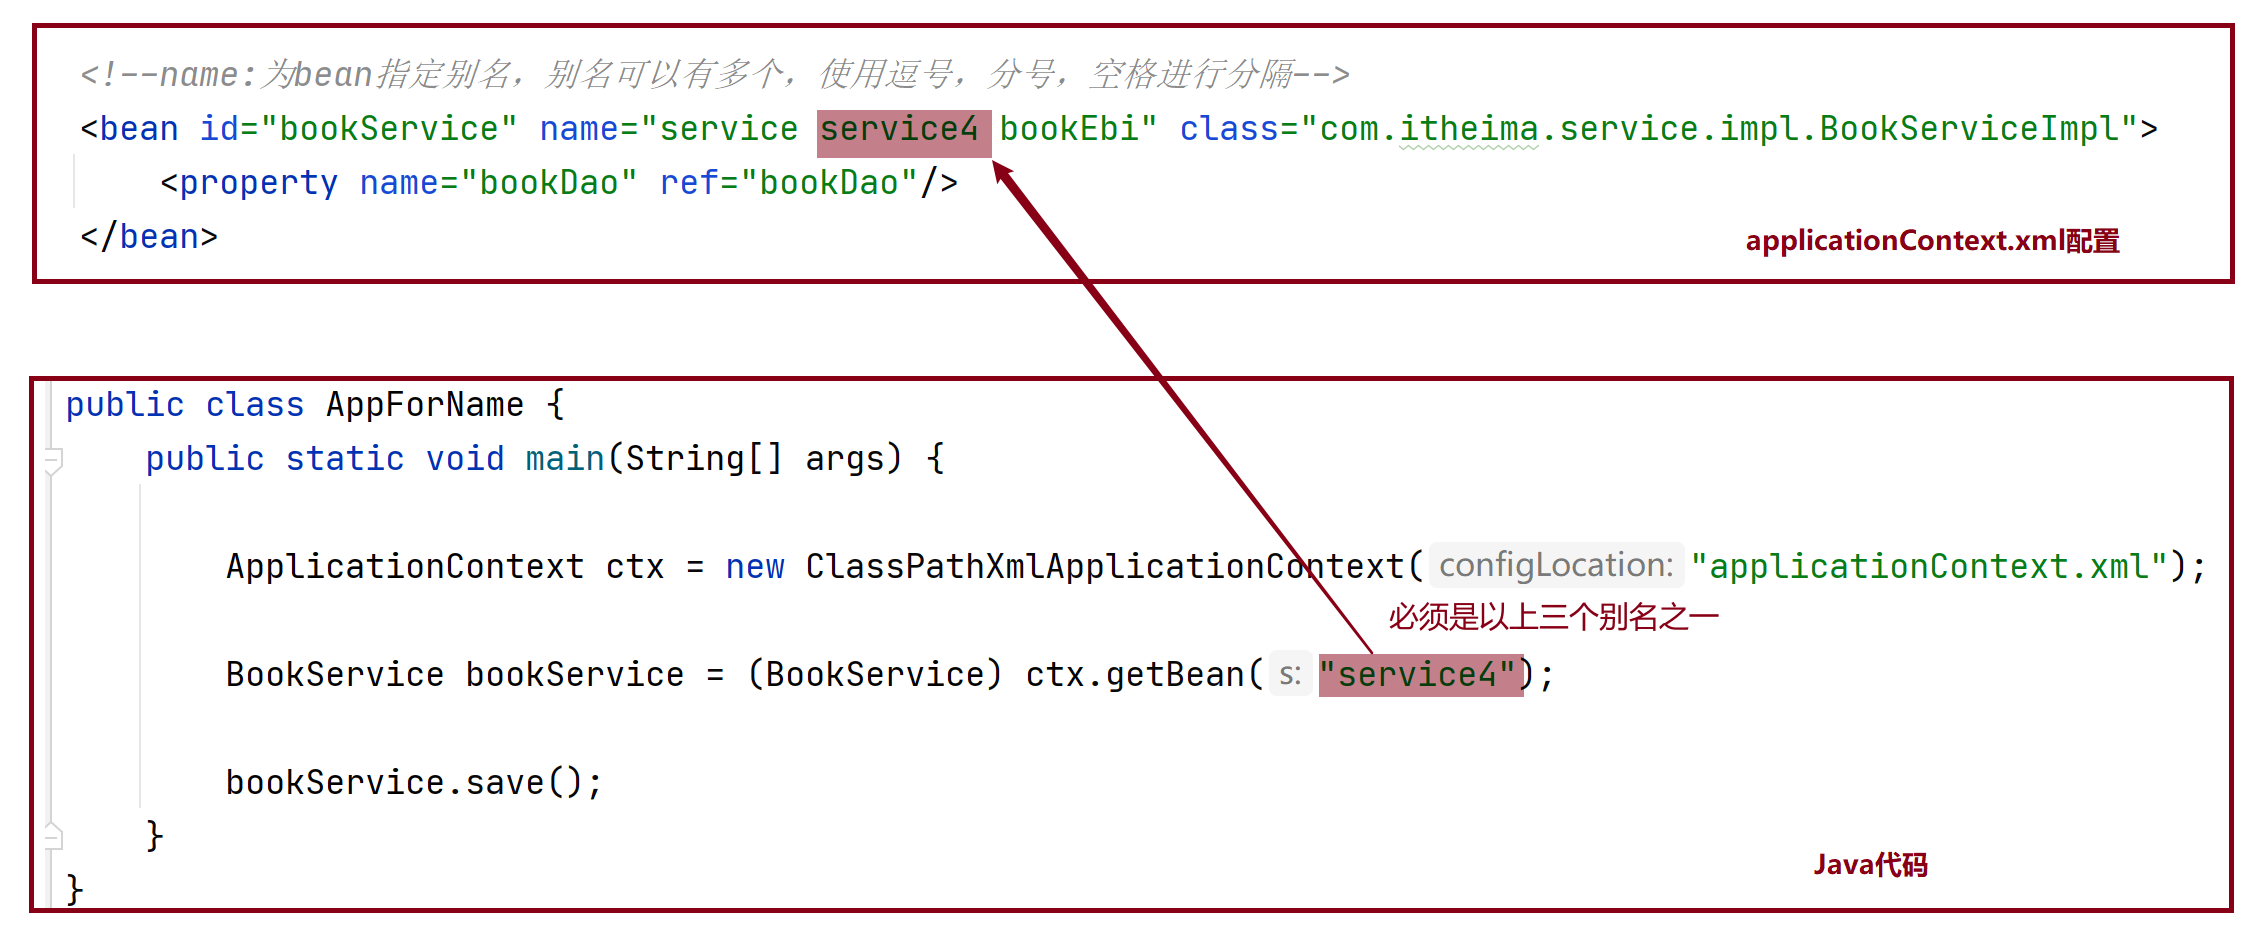 <!--name:为bean指定别名，别名可以有多个，使用逗号，分号，空格进行分隔-->
<bean id="bookService" name="service service4 bookEbi" class="com.itheima.service.impl.BookServiceImpl">
    <property name="bookDao" ref="bookDao"/>
</bean>
applicationContext.xml配置
public class AppForName {
    public static void main(String[] args) {
        ApplicationContext ctx = new ClassPathXmlApplicationContext( configLocation: "applicationContext.xml");
必须是以上三个别名之一
        BookService bookService = (BookService) ctx.getBean( s: "service4");
        bookService.save();
    }
Java代码
}